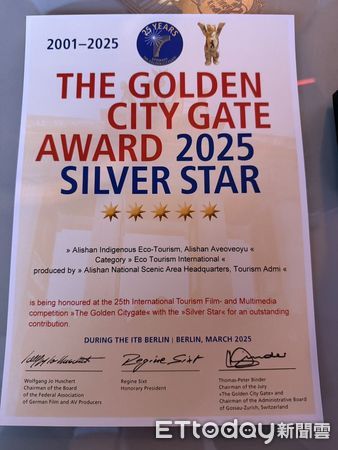 2001–2025
25 YEARS
THE GOLDEN
CITY GATE
AWARD 2025
SILVER STAR
» Alishan Indigenous Eco-Tourism, Alishan Aveoveoyu «
Category » Eco Tourism International «
produced by » Alishan National Scenic Area Headquarters, Tourism Admi «
is being honoured at the 25th International Tourism Film- and Multimedia
competition »The Golden Citygate« with the »Silver Star« for an outstanding
contribution.
DURING THE ITB BERLIN | BERLIN, MARCH 2025
Regine Sixt
Wolfgang Jo Huschert
Chairman of the Board
of the Federal Association
of German Film and AV Producers
Regine Sixt
Honorary President
Thomas-Peter Binder
Chairman of the Jury
»The Golden City Gate« and
Chairman of the Administrative Board
of Gossau-Zurich, Switzerland
ETtoday新聞雲